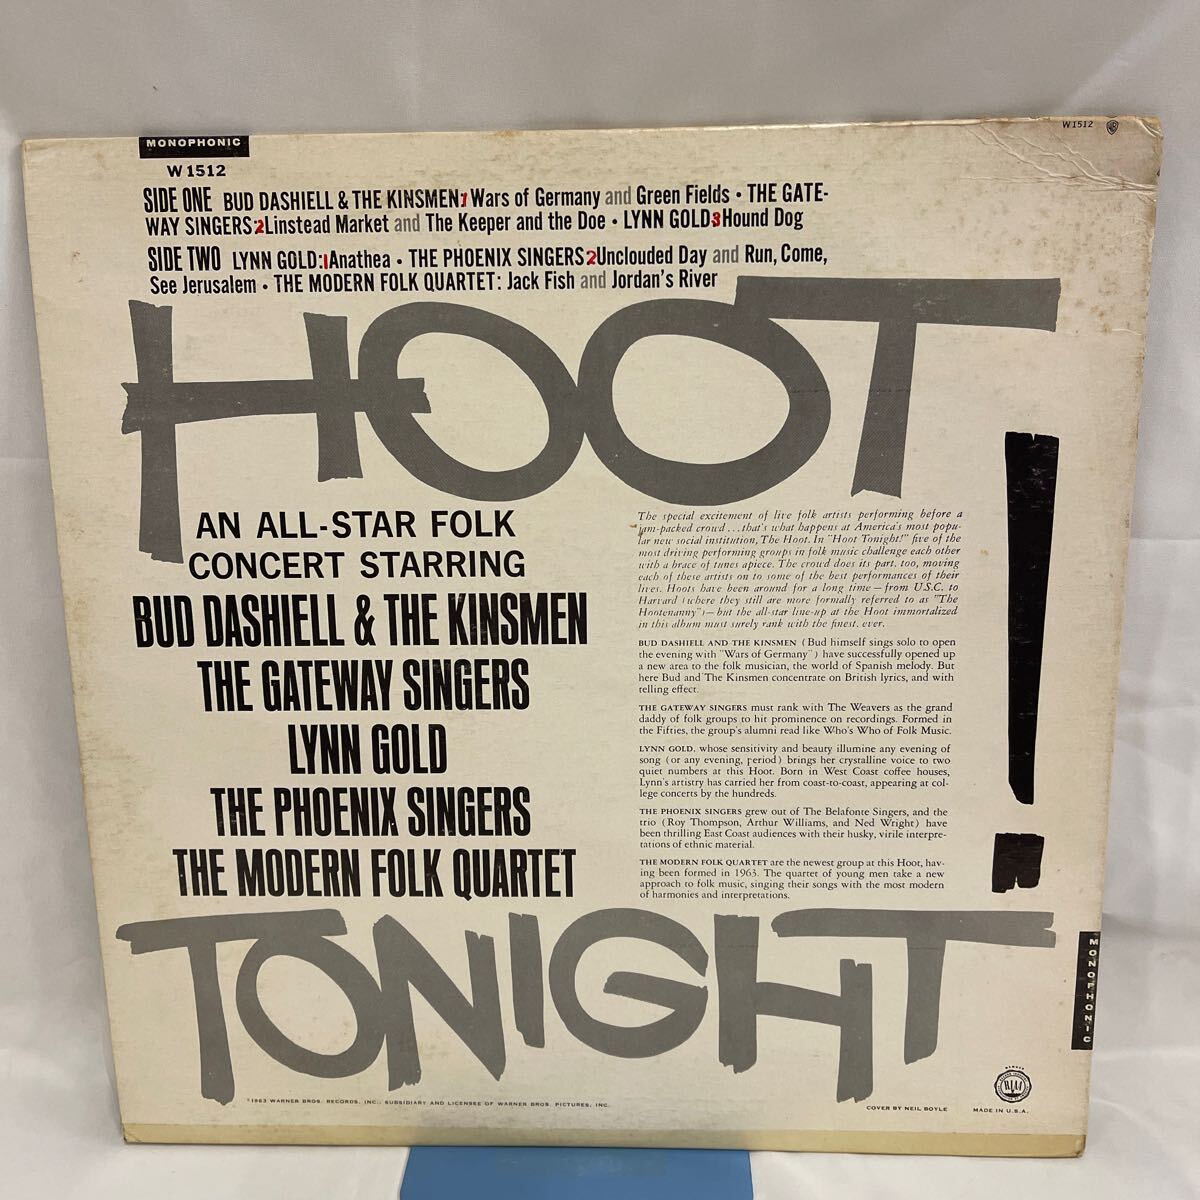 MONOPHONIC
W 1512
W 1512
SIDE ONE BUD DASHIELL & THE KINSMEN:1 Wars of Germany and Green Fields • THE GATE-
WAY SINGERS:2 Linstead Market and The Keeper and the Doe • LYNN GOLD:3 Hound Dog
SIDE TWO LYNN GOLD:1 Anathea • THE PHOENIX SINGERS:2 Unclouded Day and Run, Come,
See Jerusalem • THE MODERN FOLK QUARTET: Jack Fish and Jordan's River
HOOT
AN ALL-STAR FOLK
CONCERT STARRING
BUD DASHIELL & THE KINSMEN
THE GATEWAY SINGERS
LYNN GOLD
THE PHOENIX SINGERS
THE MODERN FOLK QUARTET
The special excitement of live folk artists performing before a
jam-packed crowd...that's what happens at America's most popu-
lar new social institution, The Hoot. In "Hoot Tonight!" five of the
most driving performing groups in folk music challenge each other
with a brace of tunes apiece. The crowd does its part, too, moving
each of these artists on to some of the best performances of their
lives. Hoots have been around for a long time—from U.S.C. to
Harvard (where they still are more formally referred to as "The
Hootenanny")—but the all-star line-up at the Hoot immortalized
in this album must surely rank with the finest, ever.
BUD DASHIELL AND THE KINSMEN (Bud himself sings solo to open
the evening with "Wars of Germany") have successfully opened up
a new area to the folk musician, the world of Spanish melody. But
here Bud and The Kinsmen concentrate on British lyrics, and with
telling effect.
THE GATEWAY SINGERS must rank with The Weavers as the grand
daddy of folk groups to hit prominence on recordings. Formed in
the Fifties, the group's alumni read like Who's Who of Folk Music.
LYNN GOLD, whose sensitivity and beauty illumine any evening of
song (or any evening, period) brings her crystalline voice to two
quiet numbers at this Hoot. Born in West Coast coffee houses,
Lynn's artistry has carried her from coast-to-coast, appearing at col-
lege concerts by the hundreds.
THE PHOENIX SINGERS grew out of The Belafonte Singers, and the
trio (Roy Thompson, Arthur Williams, and Ned Wright) have
been thrilling East Coast audiences with their husky, virile interpre-
tations of ethnic material.
THE MODERN FOLK QUARTET are the newest group at this Hoot, hav-
ing been formed in 1963. The quartet of young men take a new
approach to folk music, singing their songs with the most modern
of harmonies and interpretations.
!
TONIGHT
MONOPHONIC
©1963 WARNER BROS. RECORDS, INC., SUBSIDIARY AND LICENSEE OF WARNER BROS. PICTURES, INC.
COVER BY NEIL BOYLE
MEMBER
RIAA
MADE IN U.S.A.